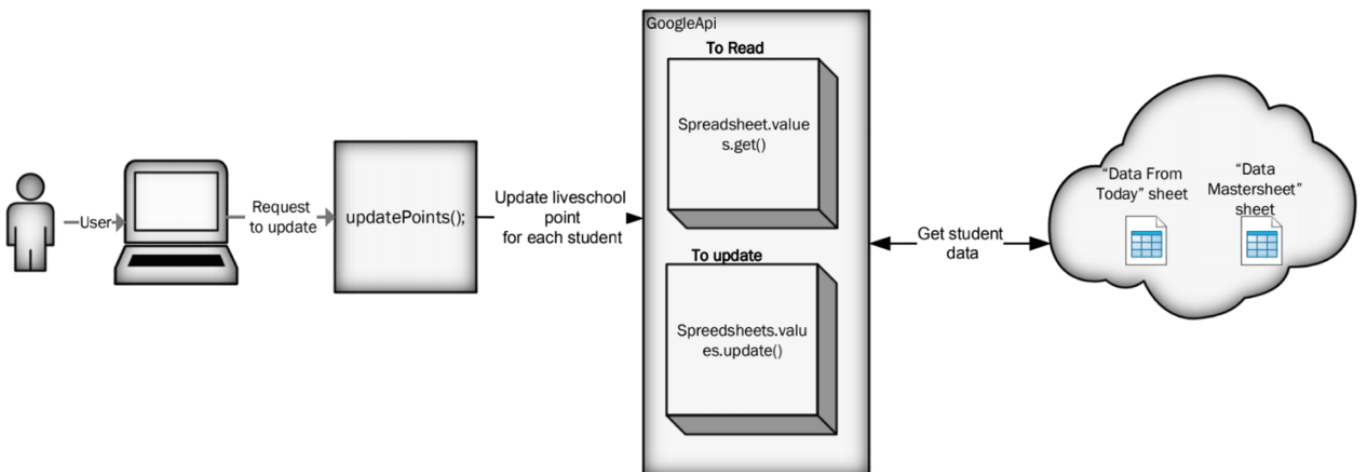 GoogleApi
To Read
Spreadsheet.value
s.get()
User
Request
to update
updatePoints();
Update liveschool
point
for each student
To update
Spreedsheets.valu
es.update()
Get student
data
“Data From
Today” sheet
“Data
Mastersheet”
sheet